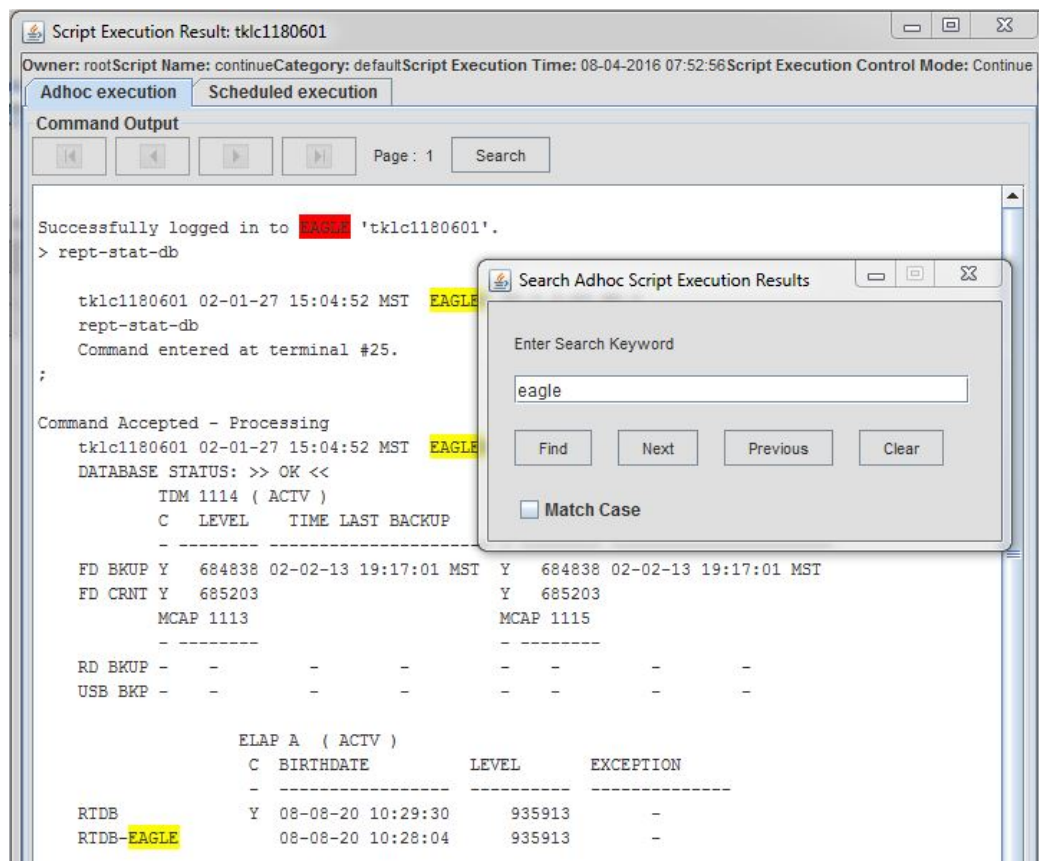 Script Execution Result: tklc1180601
Owner: rootScript Name: continueCategory: defaultScript Execution Time: 08-04-2016 07:52:56Script Execution Control Mode: Continue
Adhoc execution Scheduled execution
Command Output
Page : 1 Search
Successfully logged in to EAGLE 'tklc1180601'.
> rept-stat-db
tklc1180601 02-01-27 15:04:52 MST EAGLE
rept-stat-db
Command entered at terminal #25.
;
Command Accepted - Processing
tklc1180601 02-01-27 15:04:52 MST EAGLE
DATABASE STATUS: >> OK <<
TDM 1114 ( ACTV )
C LEVEL TIME LAST BACKUP
- -------- -------------------
FD BKUP Y 684838 02-02-13 19:17:01 MST Y 684838 02-02-13 19:17:01 MST
FD CRNT Y 685203 Y 685203
MCAP 1113 MCAP 1115
- -------- - --------
RD BKUP - - - - - - - -
USB BKP - - - - - - - -
ELAP A ( ACTV )
C BIRTHDATE LEVEL EXCEPTION
- ----------------- ---------- --------------
RTDB Y 08-08-20 10:29:30 935913 -
RTDB-EAGLE 08-08-20 10:28:04 935913 -
Search Adhoc Script Execution Results
Enter Search Keyword
eagle
Find Next Previous Clear
Match Case